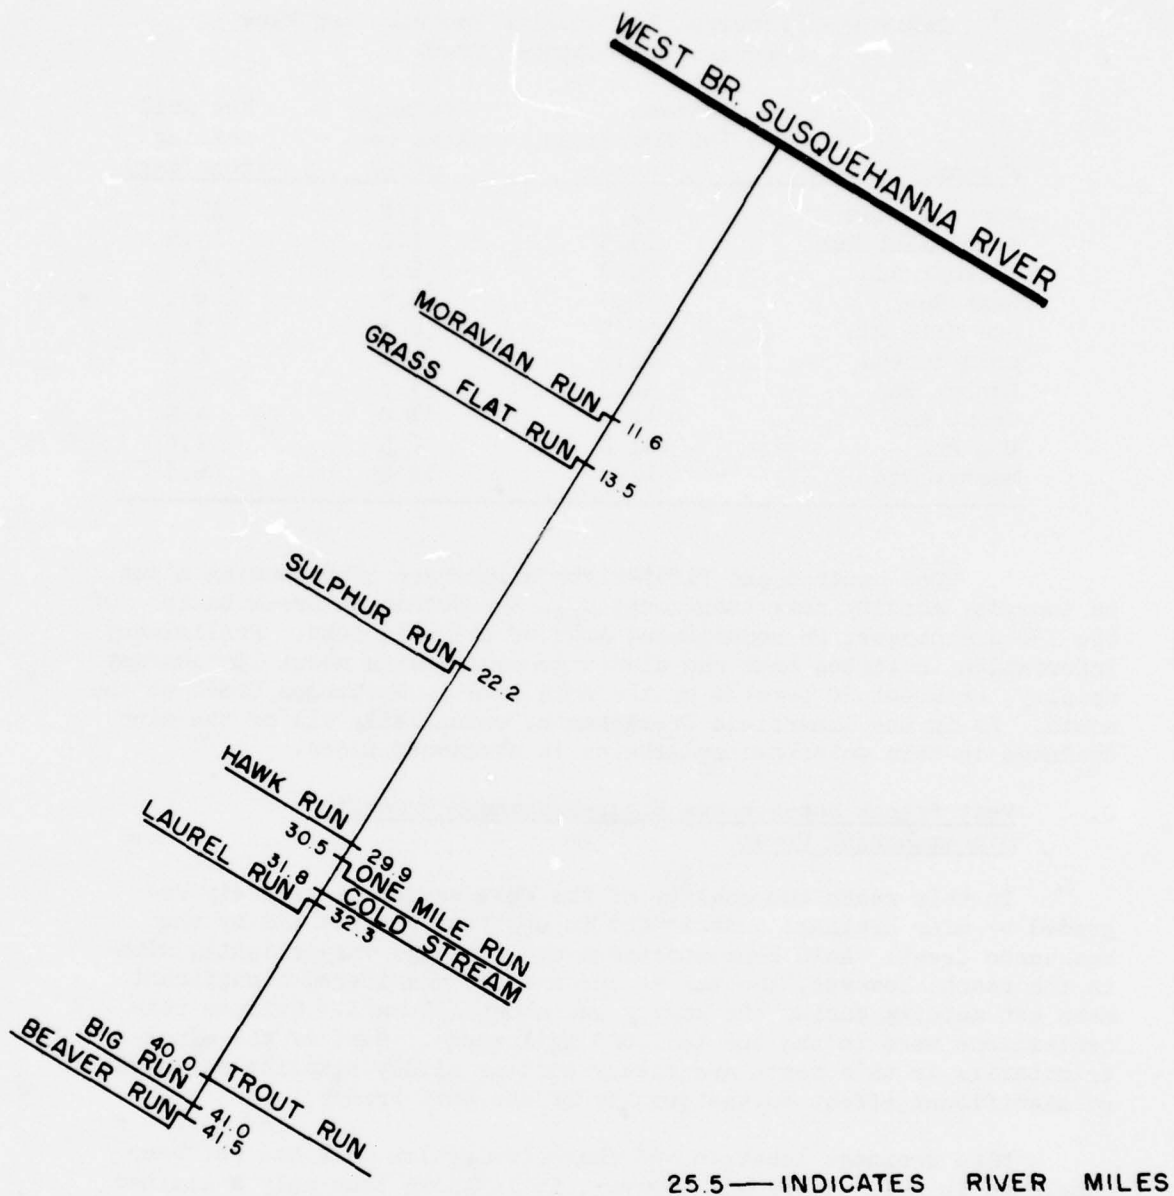 WEST BR. SUSQUEHANNA RIVER
MORAVIAN RUN
11.6
GRASS FLAT RUN
13.5
SULPHUR RUN
22.2
HAWK RUN
29.9
30.5
ONE MILE RUN
31.8
COLD STREAM
LAUREL RUN
32.3
40.0
TROUT RUN
BIG RUN
41.0
BEAVER RUN
41.5
25.5 — INDICATES RIVER MILES